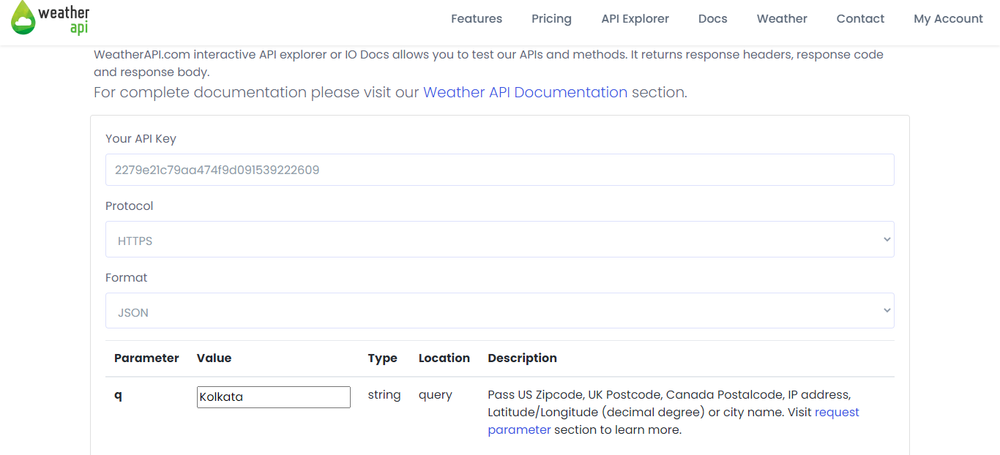 weather api
Features Pricing API Explorer Docs Weather Contact My Account
WeatherAPI.com interactive API explorer or IO Docs allows you to test our APIs and methods. It returns response headers, response code
and response body.
For complete documentation please visit our Weather API Documentation section.
Your API Key
2279e21c79aa474f9d091539222609
Protocol
HTTPS
Format
JSON
Parameter Value Type Location Description
q Kolkata string query Pass US Zipcode, UK Postcode, Canada Postalcode, IP address,
Latitude/Longitude (decimal degree) or city name. Visit request
parameter section to learn more.